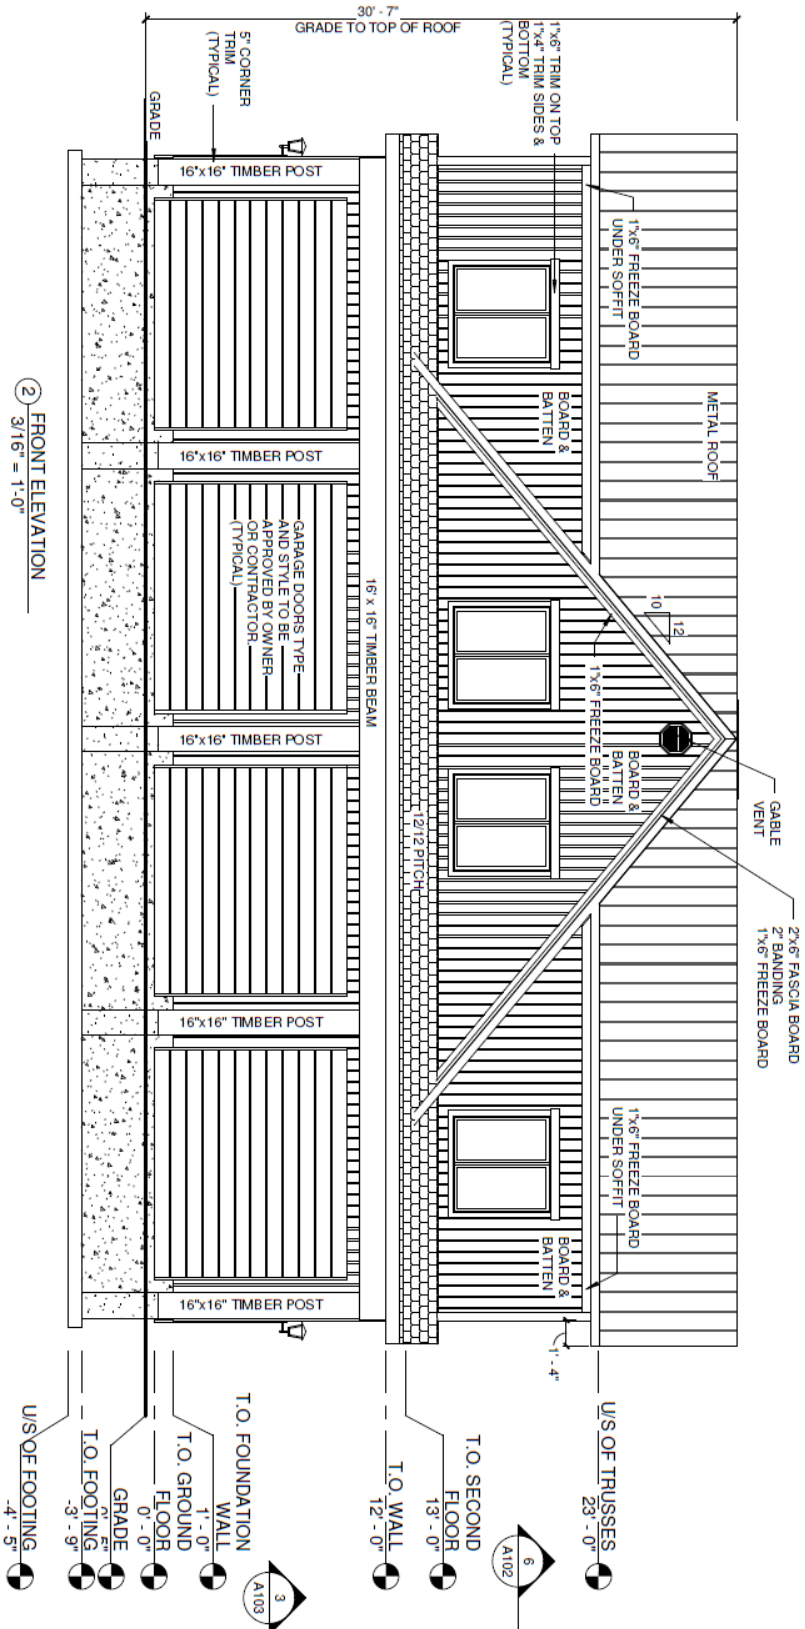 2"x6" FASCIA BOARD
2" BANDING
1"x6" FREEZE BOARD
GABLE
VENT
30' - 7"
GRADE TO TOP OF ROOF
METAL ROOF
12
10
1"x6" FREEZE BOARD
UNDER SOFFIT
1"x6" FREEZE BOARD
UNDER SOFFIT
1"x6" TRIM ON TOP
1"x4" TRIM SIDES &
BOTTOM
(TYPICAL)
BOARD &
BATTEN
BOARD &
BATTEN
1"x6" FREEZE BOARD
BOARD &
BATTEN
1' - 4"
12/12 PITCH
16" x 16" TIMBER BEAM
5" CORNER
TRIM
(TYPICAL)
16"x16" TIMBER POST
16"x16" TIMBER POST
16"x16" TIMBER POST
16"x16" TIMBER POST
16"x16" TIMBER POST
GARAGE DOORS TYPE
AND STYLE TO BE
APPROVED BY OWNER
OR CONTRACTOR
(TYPICAL)
GRADE
U/S OF TRUSSES
23' - 0"
6
A102
T.O. SECOND
FLOOR
13' - 0"
T.O. WALL
12' - 0"
3
A103
T.O. FOUNDATION
WALL
1' - 0"
T.O. GROUND
FLOOR
0' - 0"
GRADE
T.O. FOOTING
-3' - 9"
U/S OF FOOTING
-4' - 5"
2
FRONT ELEVATION
3/16" = 1'-0"